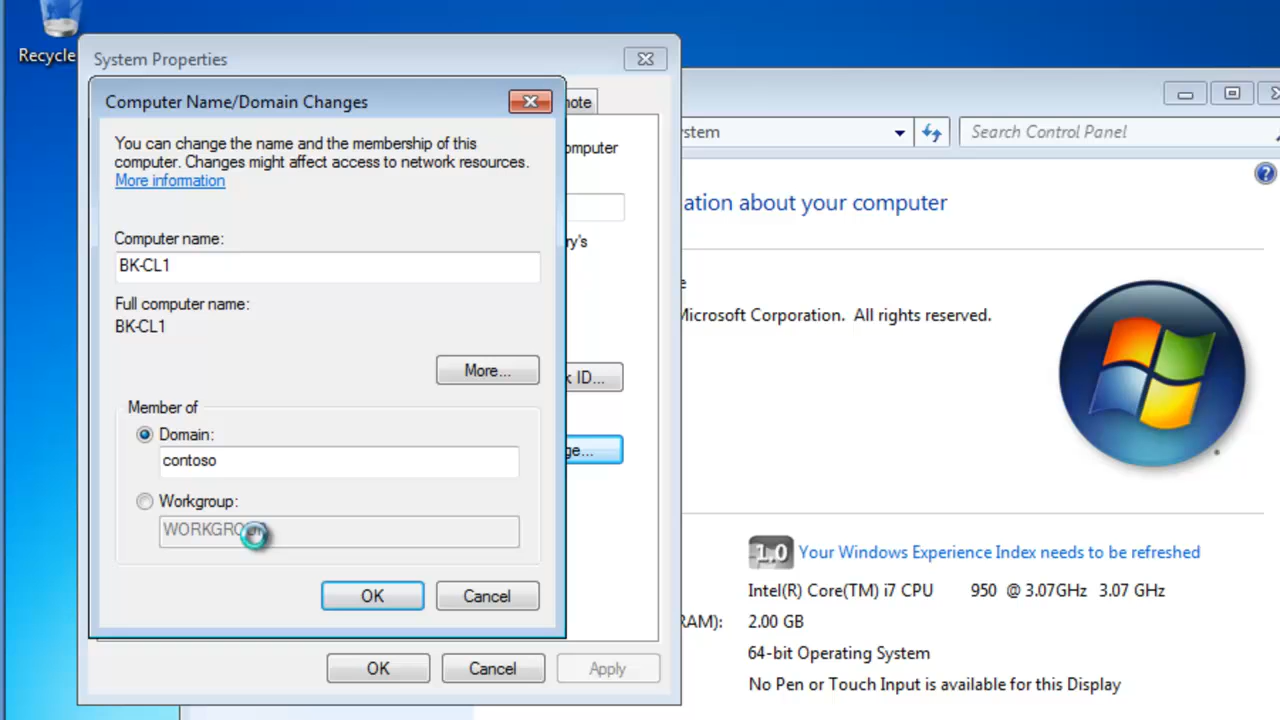 Recycle
System Properties
Computer Name/Domain Changes
note
You can change the name and the membership of this
computer. Changes might affect access to network resources.
More information
omputer
Computer name:
BK-CL1
ry's
Full computer name:
BK-CL1
More...
k ID...
Member of
Domain:
contoso
ge...
Workgroup:
OK
Cancel
OK
Cancel
Apply
stem
Search Control Panel
ation about your computer
e
Microsoft Corporation. All rights reserved.
1.0 Your Windows Experience Index needs to be refreshed
Intel(R) Core(TM) i7 CPU 950 @ 3.07GHz 3.07 GHz
RAM): 2.00 GB
64-bit Operating System
No Pen or Touch Input is available for this Display